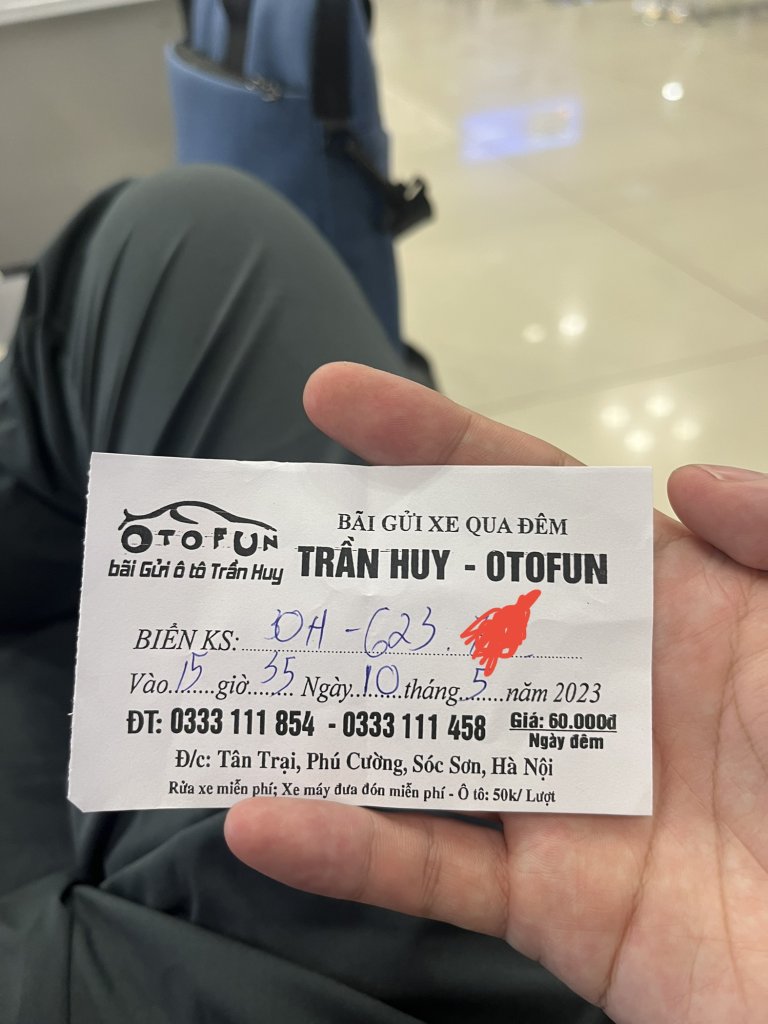 OTOFUN
bãi Gửi ô tô Trần Huy
BÃI GỬI XE QUA ĐÊM
TRẦN HUY - OTOFUN
BIỂN KS: 30H - 623.
Vào 15 giờ 35 Ngày 10 tháng 5 năm 2023
ĐT: 0333 111 854 - 0333 111 458
Giá: 60.000đ
Ngày đêm
Đ/c: Tân Trại, Phú Cường, Sóc Sơn, Hà Nội
Rửa xe miễn phí; Xe máy đưa đón miễn phí - Ô tô: 50k/ Lượt